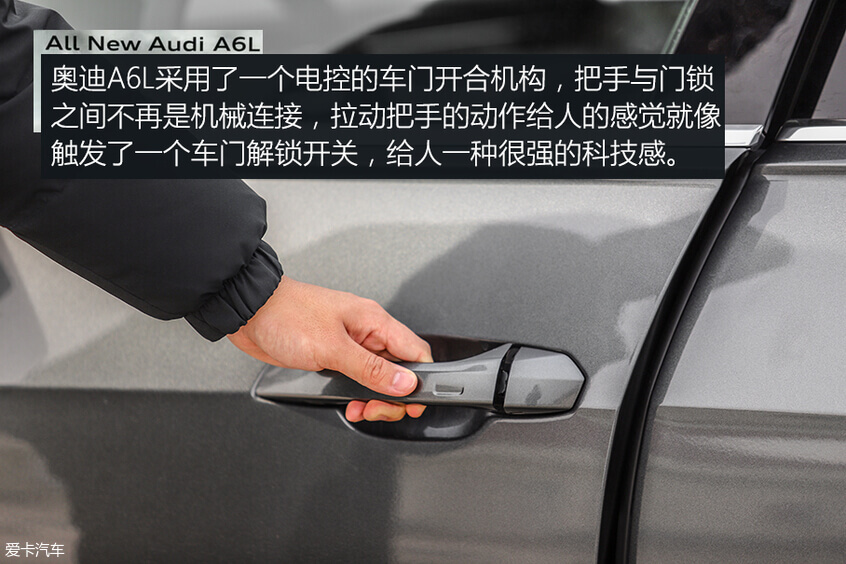 All New Audi A6L
奥迪A6L采用了一个电控的车门开合机构，把手与门锁
之间不再是机械连接，拉动把手的动作给人的感觉就像
触发了一个车门解锁开关，给人一种很强的科技感。
爱卡汽车